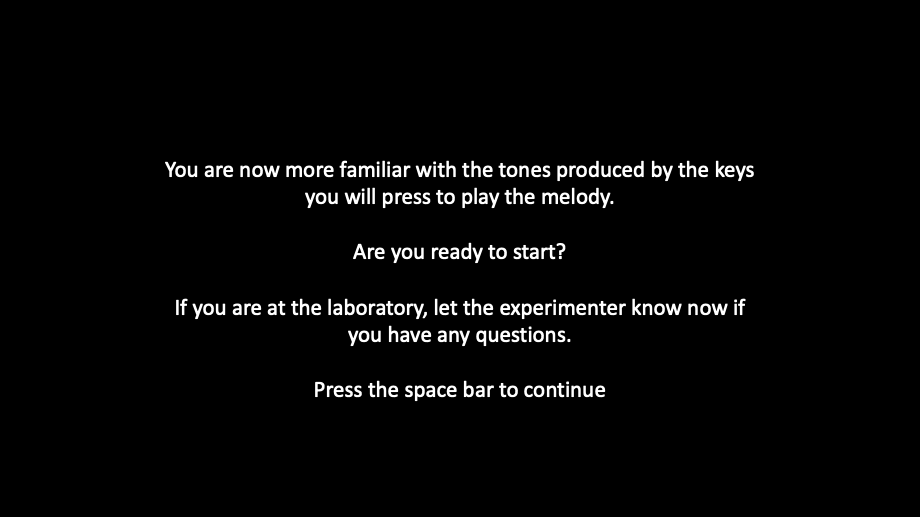 You are now more familiar with the tones produced by the keys
you will press to play the melody.
Are you ready to start?
If you are at the laboratory, let the experimenter know now if
you have any questions.
Press the space bar to continue